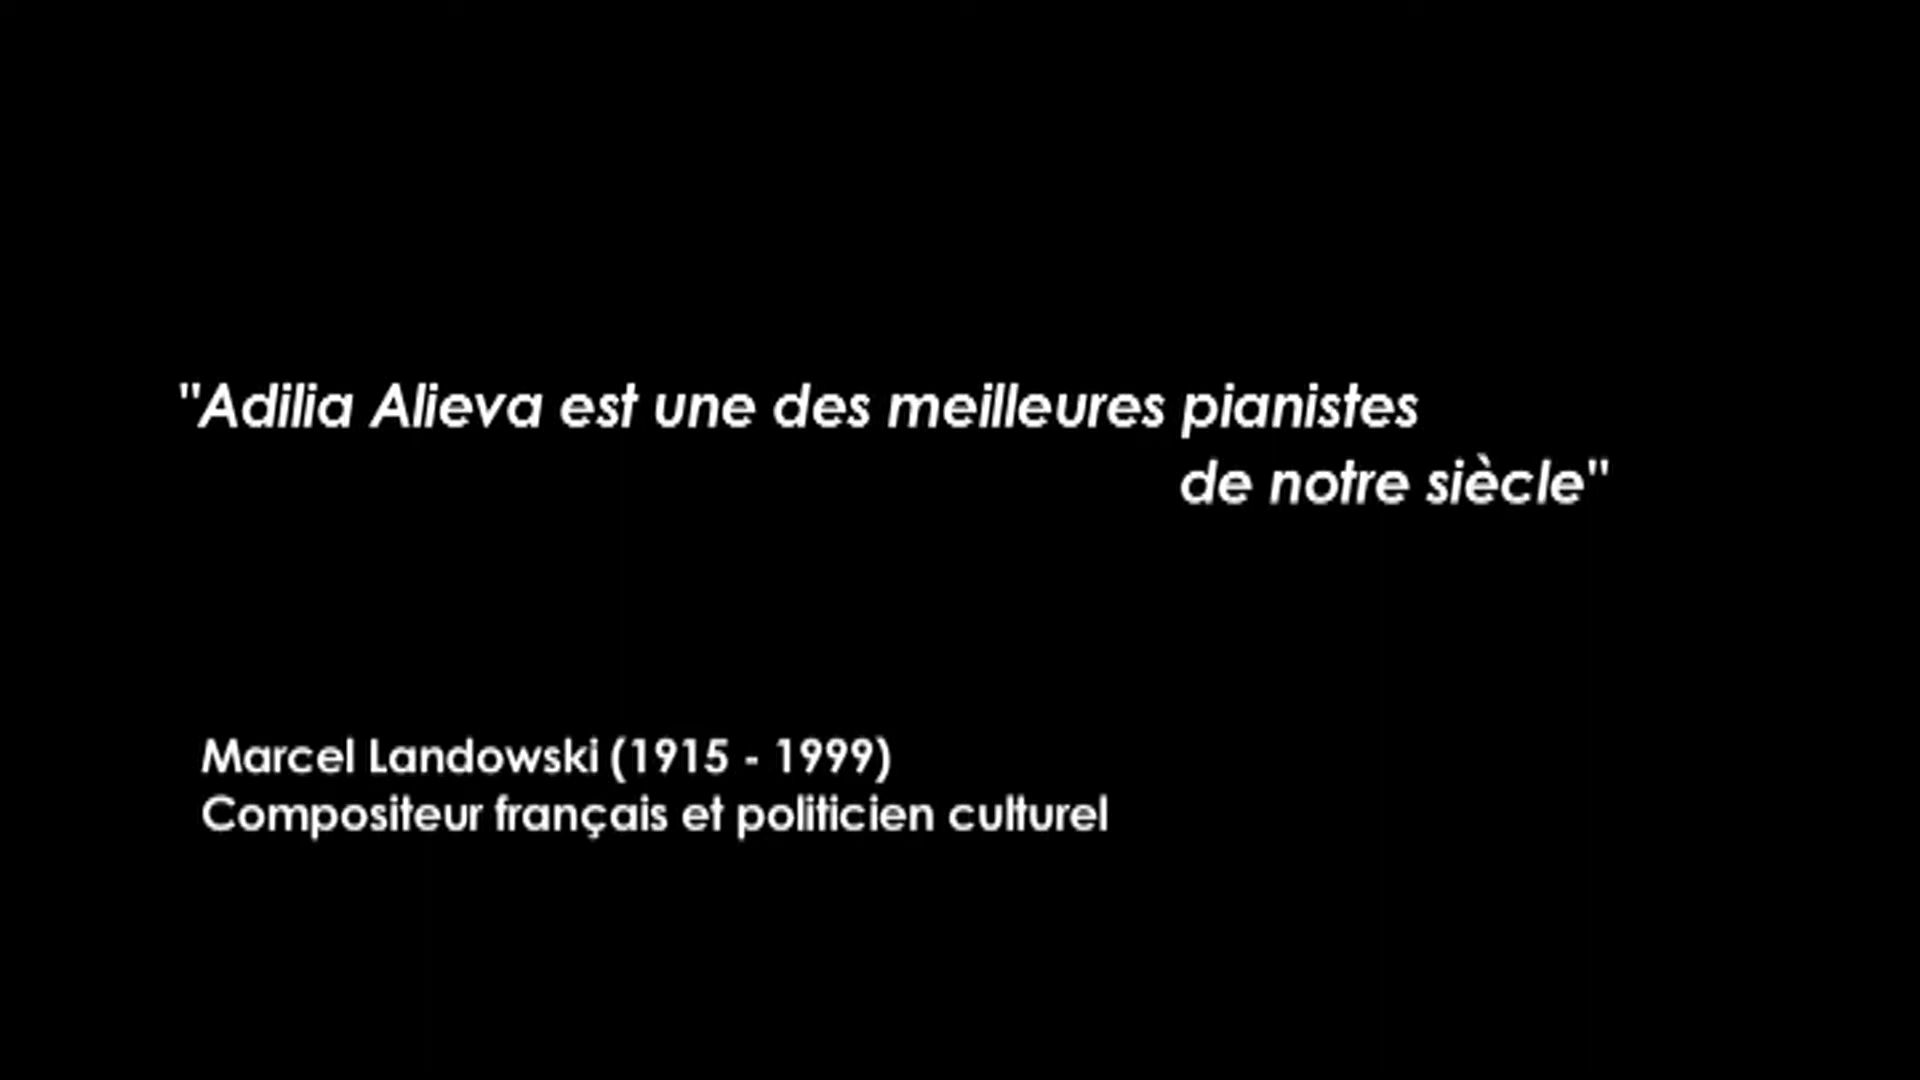 "Adilia Alieva est une des meilleures pianistes
de notre siècle"
Marcel Landowski (1915 - 1999)
Compositeur français et politicien culturel